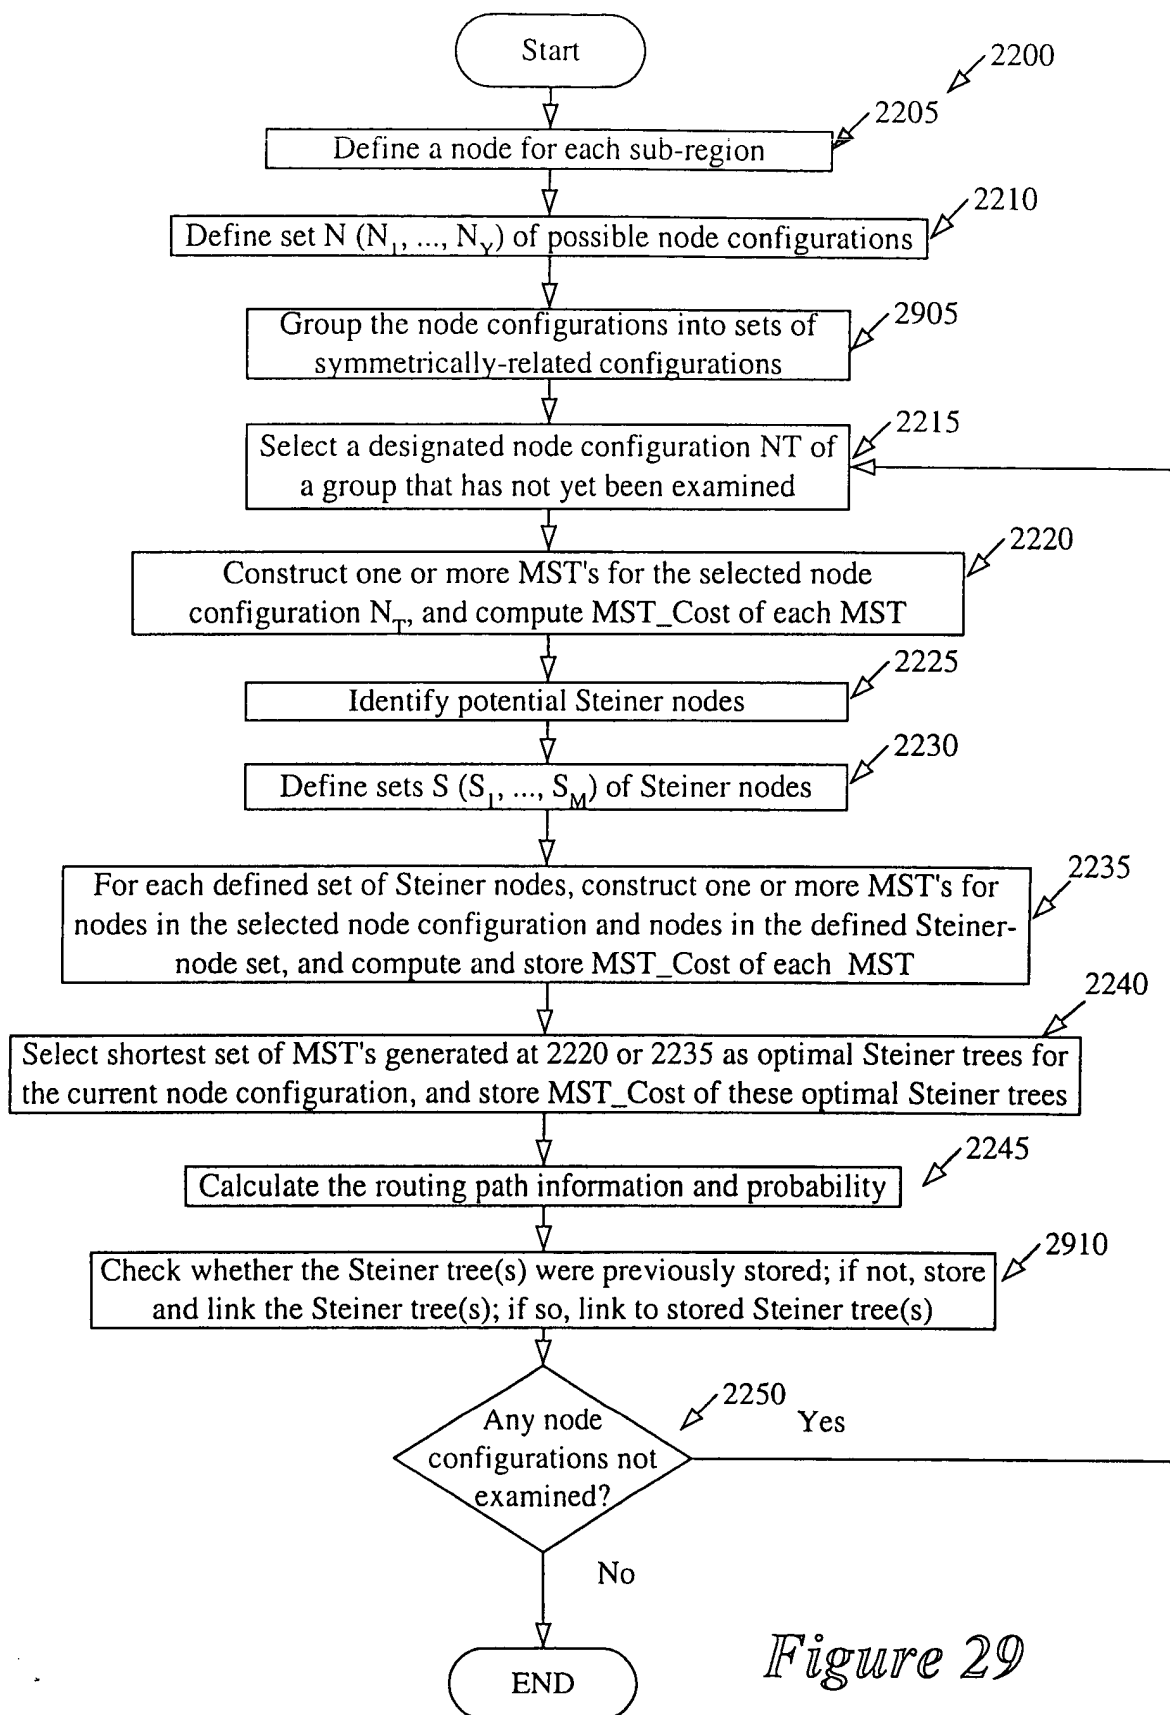 Start
2200
2205
Define a node for each sub-region
2210
Define set N (N1, ..., NY) of possible node configurations
2905
Group the node configurations into sets of
symmetrically-related configurations
2215
Select a designated node configuration NT of
a group that has not yet been examined
2220
Construct one or more MST's for the selected node
configuration NT, and compute MST_Cost of each MST
2225
Identify potential Steiner nodes
2230
Define sets S (S1, ..., SM) of Steiner nodes
2235
For each defined set of Steiner nodes, construct one or more MST's for
nodes in the selected node configuration and nodes in the defined Steiner-
node set, and compute and store MST_Cost of each MST
2240
Select shortest set of MST's generated at 2220 or 2235 as optimal Steiner trees for
the current node configuration, and store MST_Cost of these optimal Steiner trees
2245
Calculate the routing path information and probability
2910
Check whether the Steiner tree(s) were previously stored; if not, store
and link the Steiner tree(s); if so, link to stored Steiner tree(s)
2250
Yes
Any node
configurations not
examined?
No
END
Figure 29